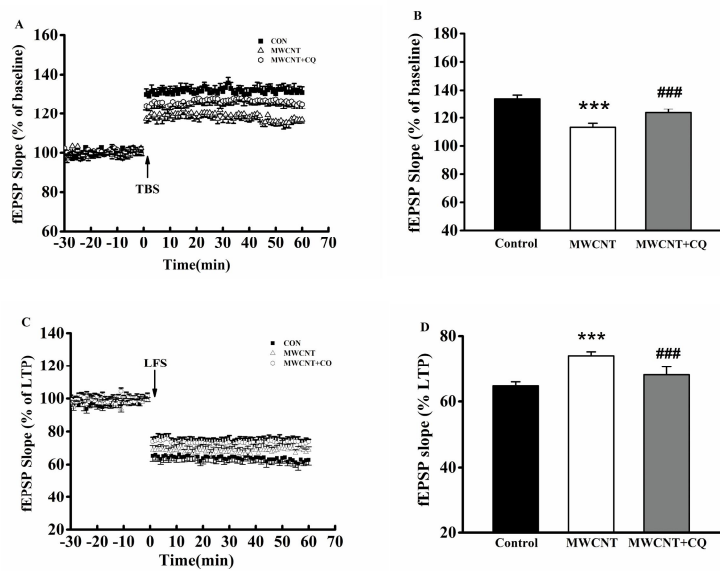 A
fEPSP Slope (% of baseline)
160
140
120
100
80
60
CON
MWCNT
MWCNT+CQ
TBS
-30 -20 -10 0 10 20 30 40 50 60 70
Time(min)
B
fEPSP Slope (% of baseline)
180
160
140
120
100
80
60
40
***
###
Control MWCNT MWCNT+CQ
C
fEPSP Slope (% of LTP)
140
120
100
80
60
40
20
CON
MWCNT
MWCNT+CO
LFS
-30 -20 -10 0 10 20 30 40 50 60 70
Time(min)
D
fEPSP slope (% LTP)
80
60
40
20
***
###
Control MWCNT MWCNT+CQ